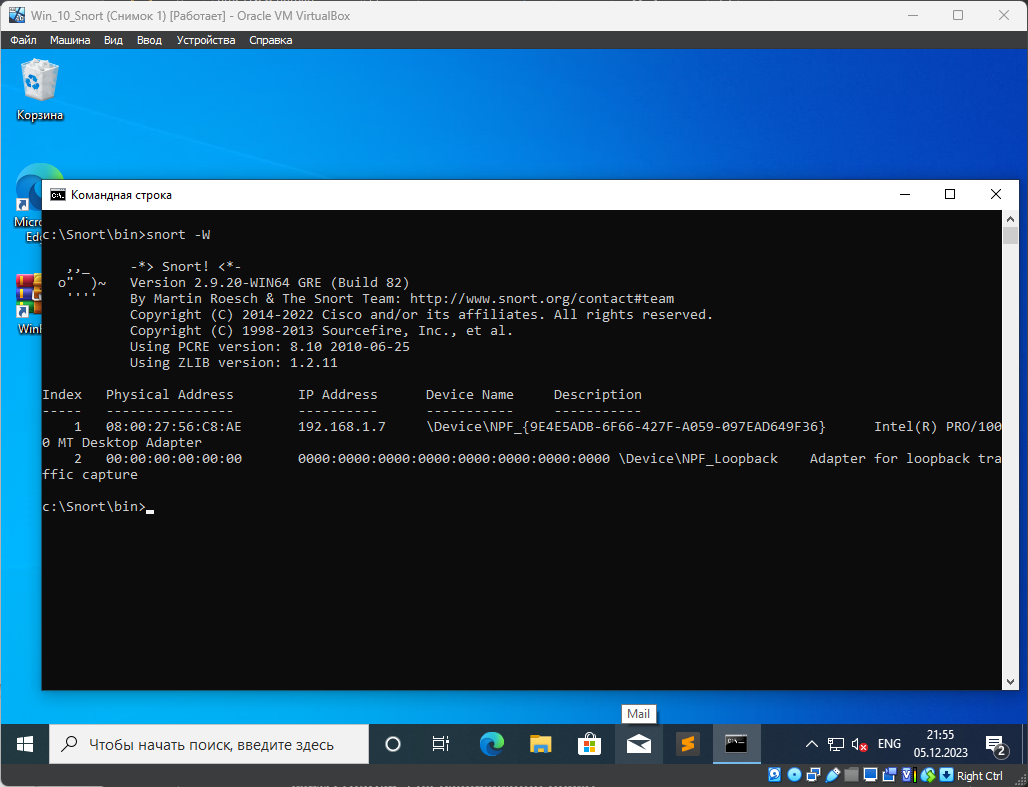 Win_10_Snort (Снимок 1) [Работает] - Oracle VM VirtualBox
Файл Машина Вид Ввод Устройства Справка
Корзина
Командная строка
c:\Snort\bin>snort -W
,,_ -*> Snort! <*-
o" )~ Version 2.9.20-WIN64 GRE (Build 82)
'''' By Martin Roesch & The Snort Team: http://www.snort.org/contact#team
Copyright (C) 2014-2022 Cisco and/or its affiliates. All rights reserved.
Copyright (C) 1998-2013 Sourcefire, Inc., et al.
Using PCRE version: 8.10 2010-06-25
Using ZLIB version: 1.2.11
Index Physical Address IP Address Device Name Description
----- ---------------- ---------- ----------- -----------
1 08:00:27:56:C8:AE 192.168.1.7 \Device\NPF_{9E4E5ADB-6F66-427F-A059-097EAD649F36} Intel(R) PRO/100
0 MT Desktop Adapter
2 00:00:00:00:00:00 0000:0000:0000:0000:0000:0000:0000:0000 \Device\NPF_Loopback Adapter for loopback tra
ffic capture
c:\Snort\bin>
Mail
Чтобы начать поиск, введите здесь
ENG
21:55
05.12.2023
2
Right Ctrl